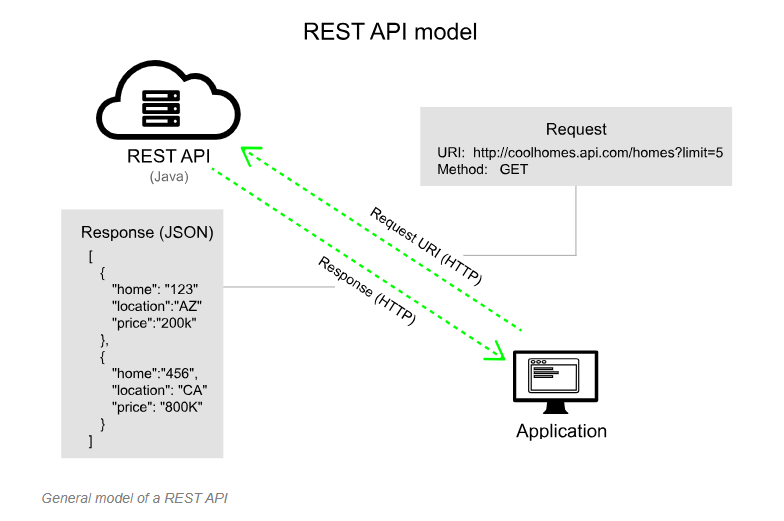 REST API model
REST API
(Java)
Request
URI:  http://coolhomes.api.com/homes?limit=5
Method:   GET
Request URI (HTTP)
Response (HTTP)
Response (JSON)
[
{
"home": "123"
"location":"AZ"
"price":"200k"
},
{
"home":"456",
"location": "CA"
"price": "800K"
}
]
Application
General model of a REST API